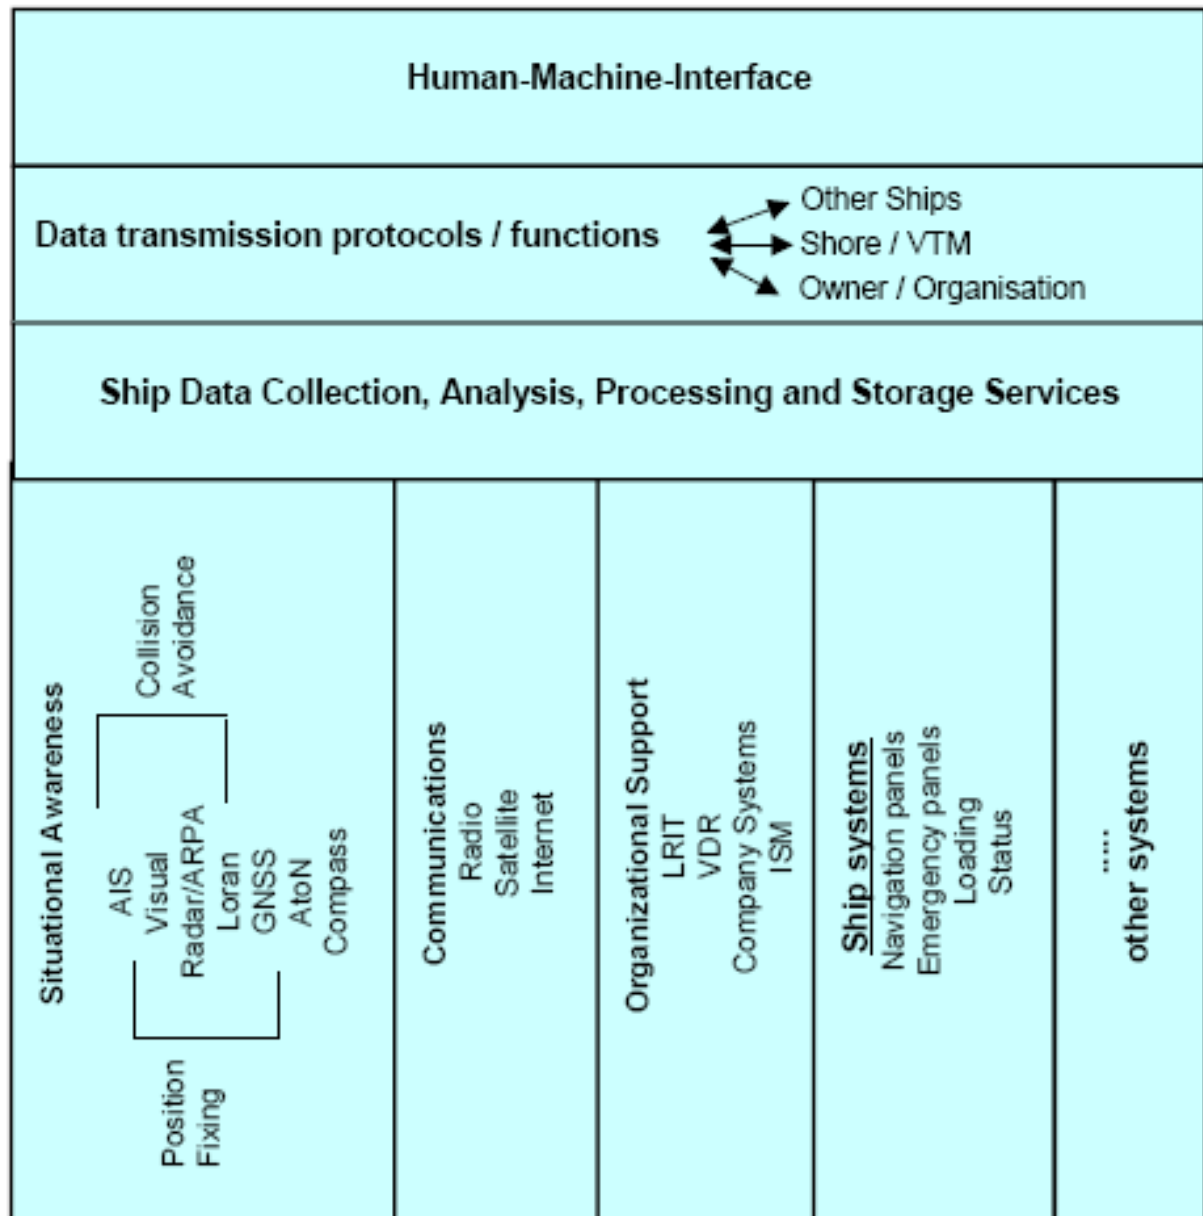 Human-Machine-Interface
Data transmission protocols / functions
Other Ships
Shore / VTM
Owner / Organisation
Ship Data Collection, Analysis, Processing and Storage Services
Situational Awareness
Collision
Avoidance
AIS
Visual
Radar/ARPA
Loran
GNSS
AtoN
Compass
Position
Fixing
Communications
Radio
Satellite
Internet
Organizational Support
LRIT
VDR
Company Systems
ISM
Ship systems
Navigation panels
Emergency panels
Loading
Status
.....
other systems